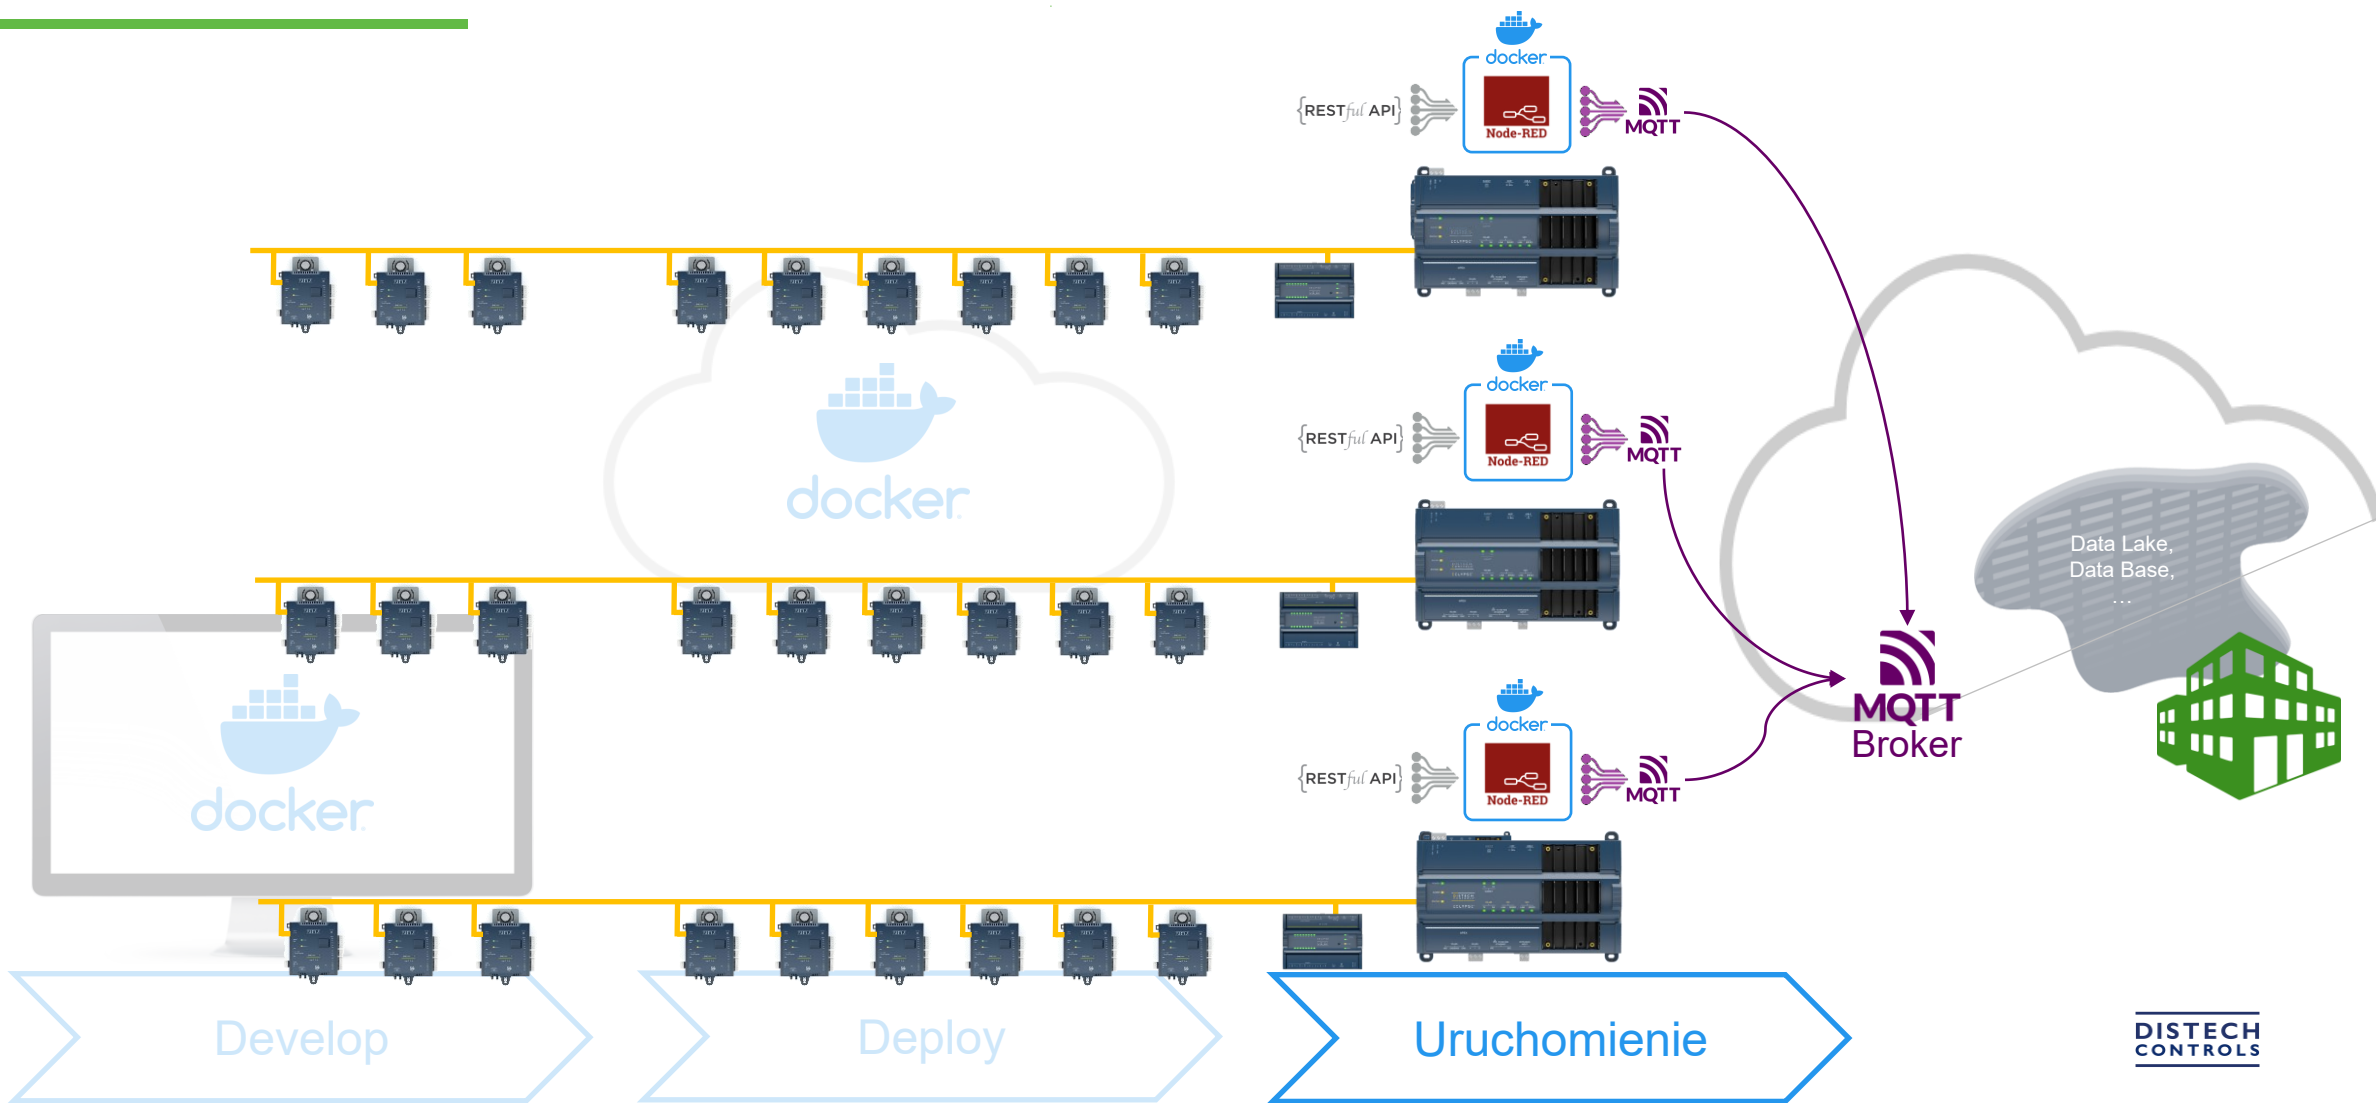 docker
{RESTful API}
Node-RED
MQTT
docker
{RESTful API}
Node-RED
MQTT
docker
Data Lake,
Data Base,
...
MQTT
Broker
docker
{RESTful API}
Node-RED
MQTT
docker
Develop
Deploy
Uruchomienie
DISTECH
CONTROLS